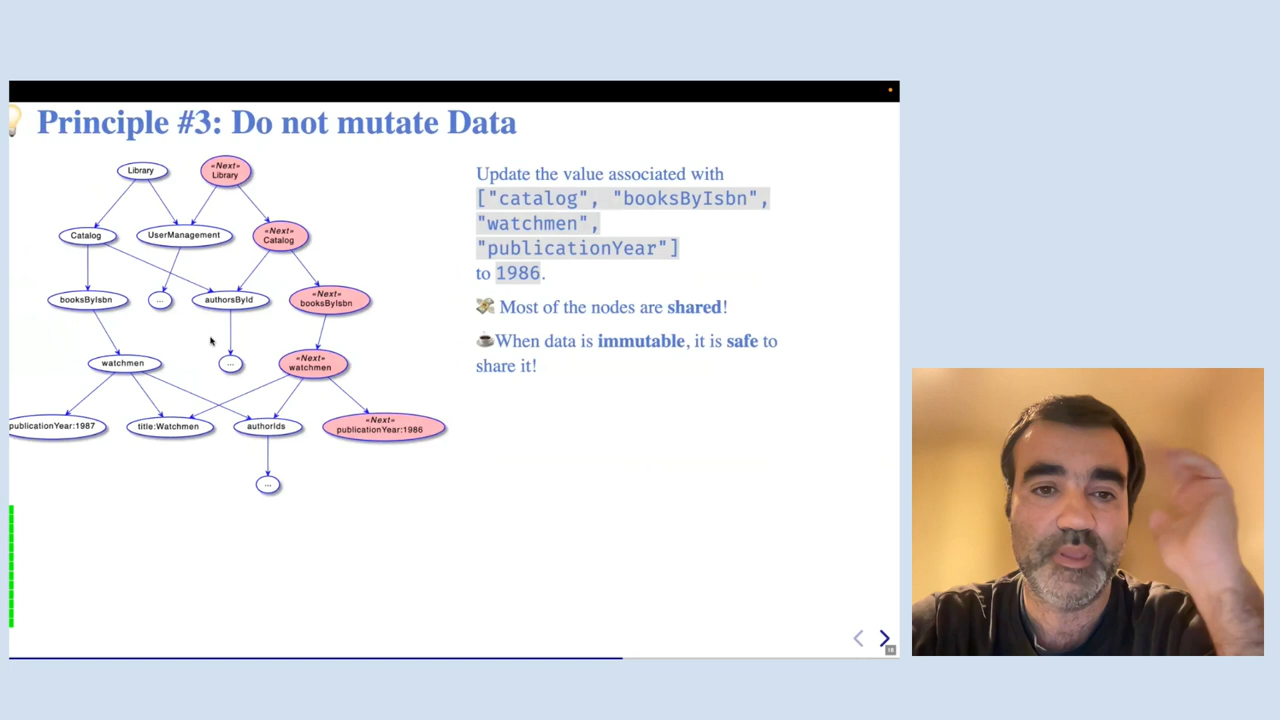 Principle #3: Do not mutate Data
Library
«Next»
Library
Catalog
UserManagement
«Next»
Catalog
booksByIsbn
...
authorsById
«Next»
booksByIsbn
watchmen
...
«Next»
watchmen
publicationYear:1987
title:Watchmen
authorIds
«Next»
publicationYear:1986
...
Update the value associated with
["catalog", "booksByIsbn",
"watchmen",
"publicationYear"]
to 1986.
💸 Most of the nodes are shared!
☕When data is immutable, it is safe to
share it!
18